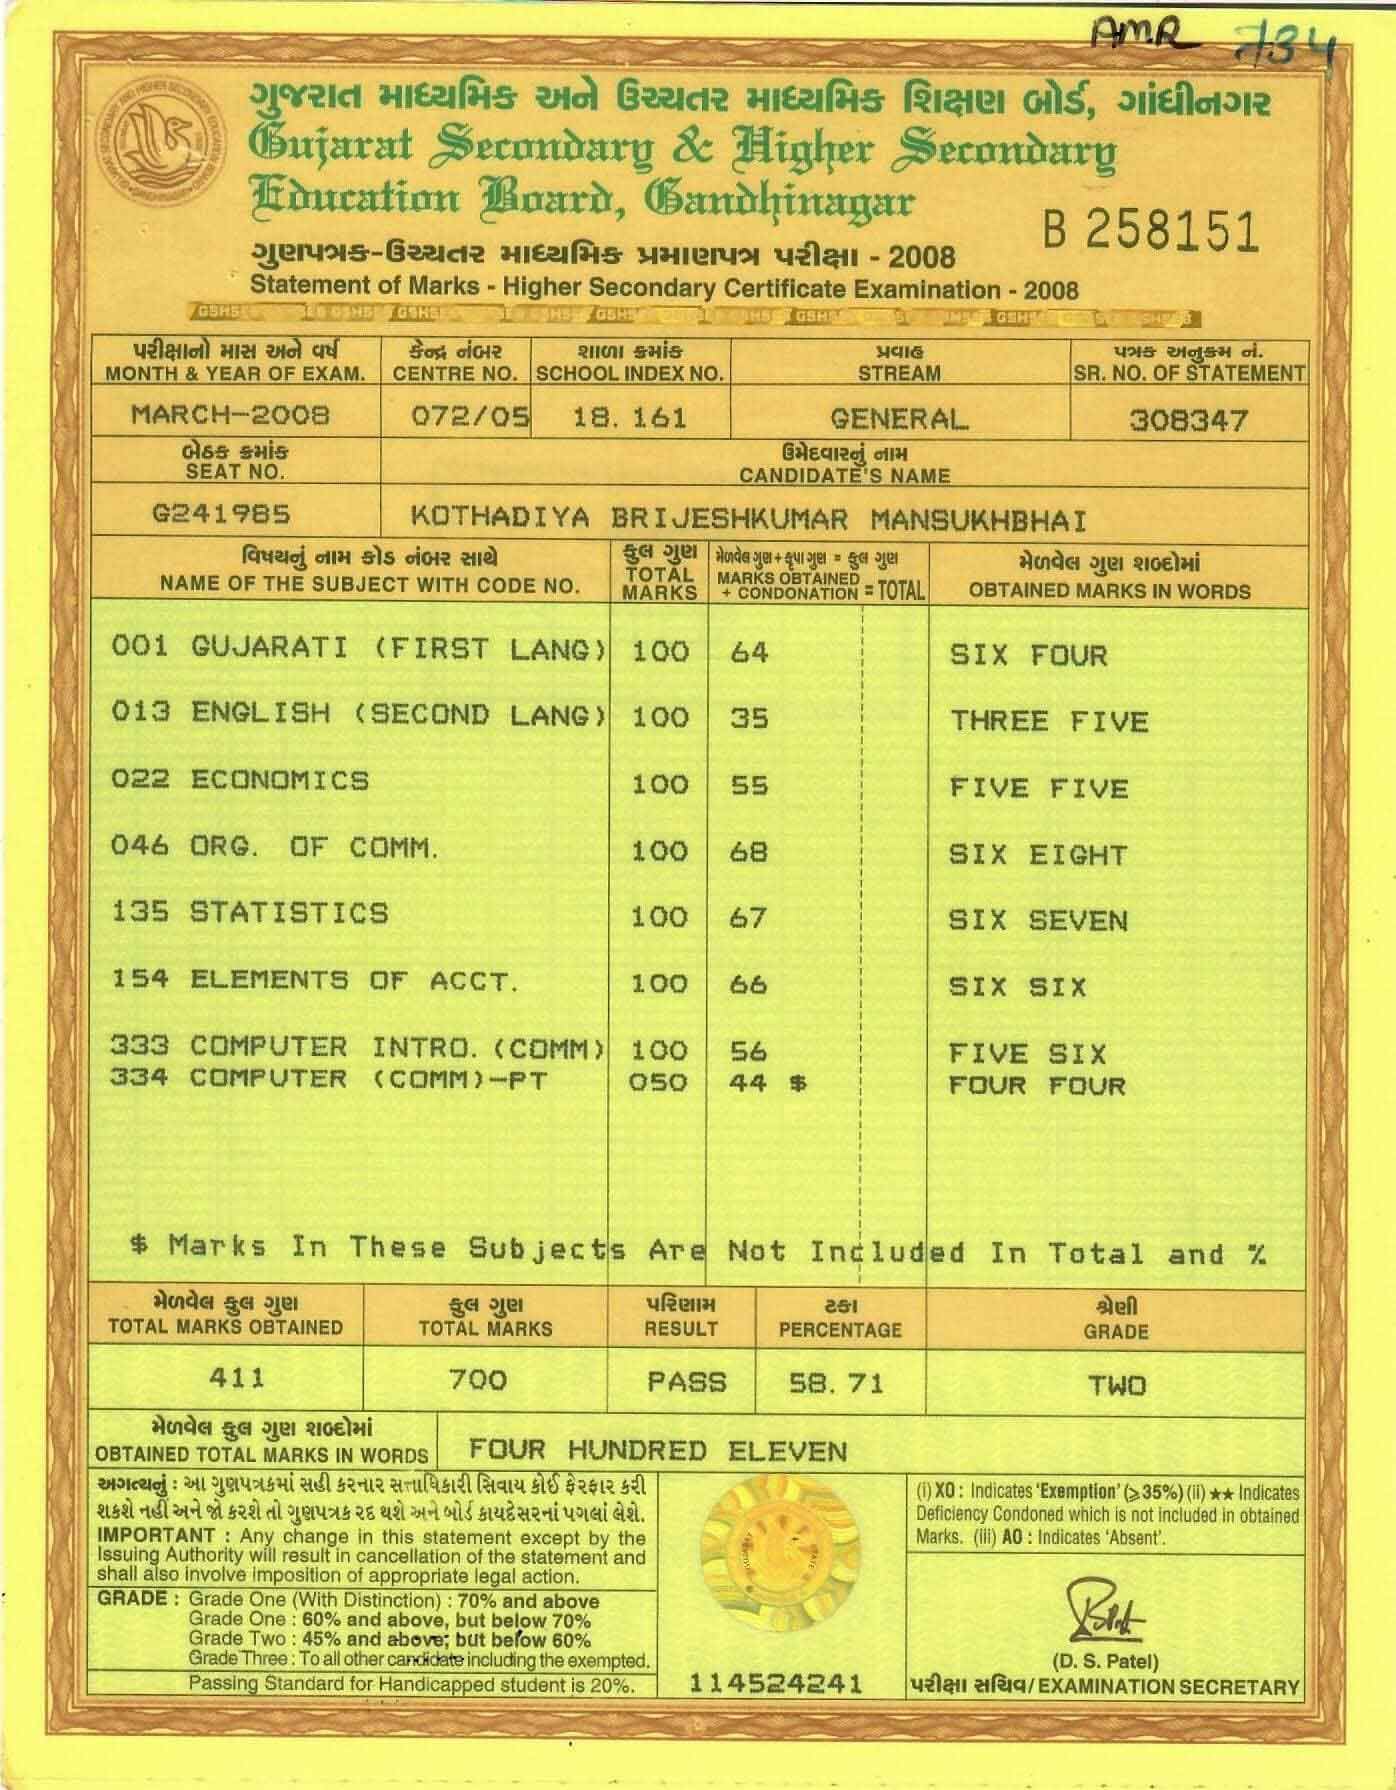 AMR 7134
ગુજરાત માધ્યમિક અને ઉચ્ચતર માધ્યમિક શિક્ષણ બોર્ડ, ગાંધીનગર
Gujarat Secondary & Higher Secondary
Education Board, Gandhinagar
B 258151
ગુણપત્રક-ઉચ્ચતર માધ્યમિક પ્રમાણપત્ર પરીક્ષા - 2008
Statement of Marks - Higher Secondary Certificate Examination - 2008
પરીક્ષાનો માસ અને વર્ષ કેન્દ્ર નંબર શાળા ક્રમાંક પ્રવાહ પત્રક અનુક્રમ નં.
MONTH & YEAR OF EXAM. CENTRE NO. SCHOOL INDEX NO. STREAM SR. NO. OF STATEMENT
MARCH-2008 072/05 18. 161 GENERAL 308347
બેઠક ક્રમાંક ઉમેદવારનું નામ
SEAT NO. CANDIDATE'S NAME
G241985 KOTHADIYA BRIJESHKUMAR MANSUKHBHAI
વિષયનું નામ કોડ નંબર સાથે કુલ ગુણ મેળવેલ ગુણ + કૃપા ગુણ = કુલ ગુણ મેળવેલ ગુણ શબ્દોમાં
NAME OF THE SUBJECT WITH CODE NO. TOTAL MARKS MARKS OBTAINED + CONDONATION = TOTAL OBTAINED MARKS IN WORDS
001 GUJARATI (FIRST LANG) 100 64 SIX FOUR
013 ENGLISH (SECOND LANG) 100 35 THREE FIVE
022 ECONOMICS 100 55 FIVE FIVE
046 ORG. OF COMM. 100 68 SIX EIGHT
135 STATISTICS 100 67 SIX SEVEN
154 ELEMENTS OF ACCT. 100 66 SIX SIX
333 COMPUTER INTRO. (COMM) 100 56 FIVE SIX
334 COMPUTER (COMM)-PT 050 44 $ FOUR FOUR
$ Marks In These Subjects Are Not Included In Total and %
મેળવેલ કુલ ગુણ કુલ ગુણ પરિણામ ટકા શ્રેણી
TOTAL MARKS OBTAINED TOTAL MARKS RESULT PERCENTAGE GRADE
411 700 PASS 58. 71 TWO
મેળવેલ કુલ ગુણ શબ્દોમાં
OBTAINED TOTAL MARKS IN WORDS FOUR HUNDRED ELEVEN
અગત્યનું : આ ગુણપત્રકમાં સહી કરનાર સત્તાધિકારી સિવાય કોઈ ફેરફાર કરી
શકશે નહીં અને જો કરશે તો ગુણપત્રક રદ થશે અને બોર્ડ કાયદેસરનાં પગલાં લેશે.
IMPORTANT : Any change in this statement except by the
Issuing Authority will result in cancellation of the statement and
shall also involve imposition of appropriate legal action.
GRADE : Grade One (With Distinction) : 70% and above
Grade One : 60% and above, but below 70%
Grade Two : 45% and above, but below 60%
Grade Three : To all other candidate including the exempted.
Passing Standard for Handicapped student is 20%.
114524241
(i) XO : Indicates 'Exemption' (≥35%) (ii) ★★ Indicates
Deficiency Condoned which is not included in obtained
Marks. (iii) AO : Indicates 'Absent'.
(D. S. Patel)
પરીક્ષા સચિવ/EXAMINATION SECRETARY